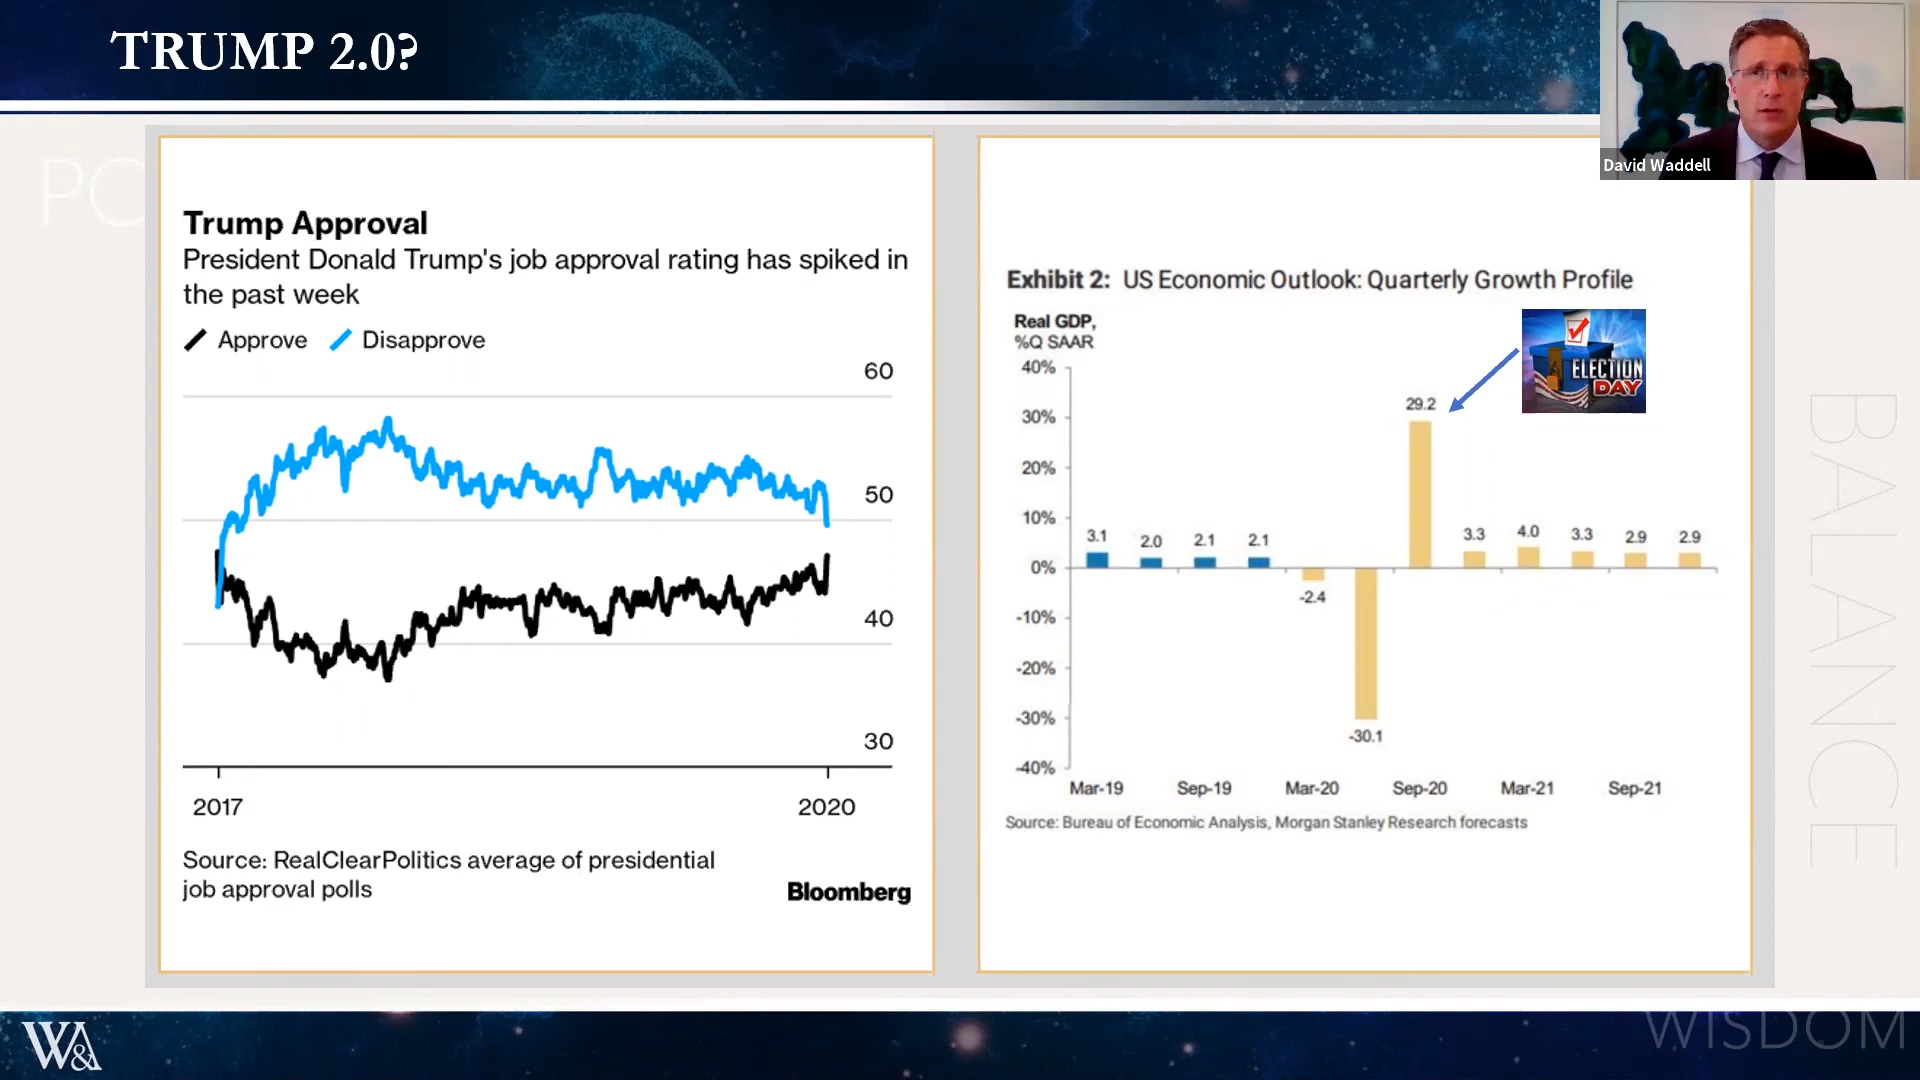 TRUMP 2.0?
David Waddell
PO
Trump Approval
President Donald Trump's job approval rating has spiked in
the past week
Approve Disapprove
60
50
40
30
2017 2020
Source: RealClearPolitics average of presidential
job approval polls
Bloomberg
Exhibit 2: US Economic Outlook: Quarterly Growth Profile
Real GDP,
%Q SAAR
ELECTION
DAY
40%
30%
20%
10%
0%
-10%
-20%
-30%
-40%
3.1 2.0 2.1 2.1 -2.4 -30.1 29.2 3.3 4.0 3.3 2.9 2.9
Mar-19 Sep-19 Mar-20 Sep-20 Mar-21 Sep-21
Source: Bureau of Economic Analysis, Morgan Stanley Research forecasts
BALANCE
W&A
WISDOM